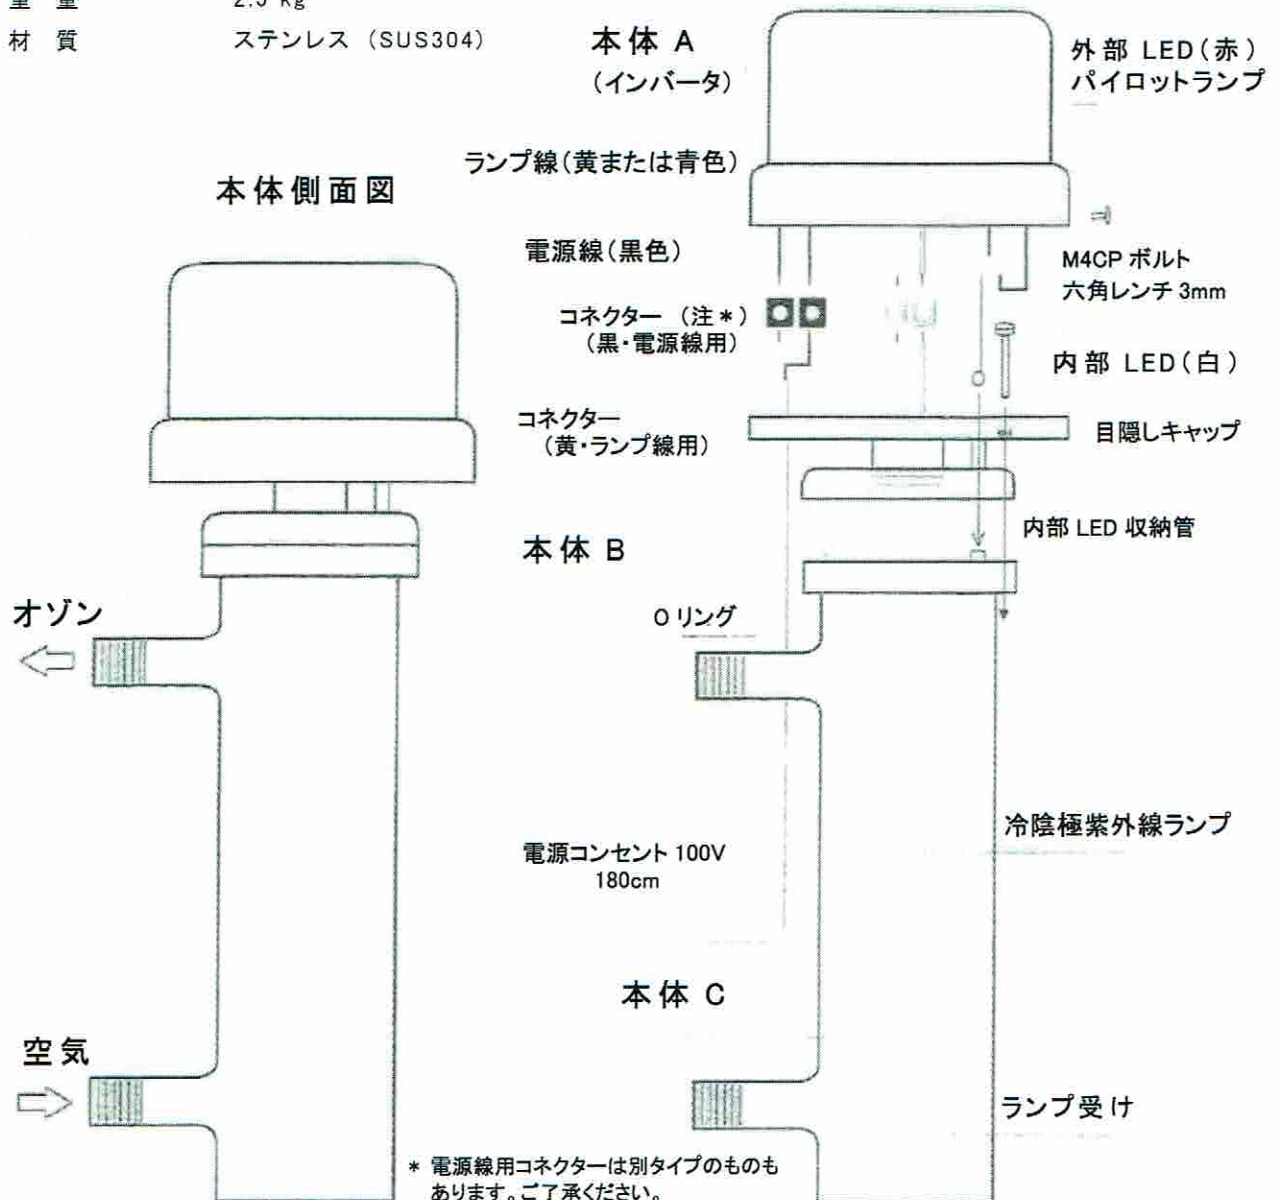 重 量 2.5 kg
材 質 ステンレス (SUS304)
本体 A
(インバータ)
外部 LED(赤)
パイロットランプ
ランプ線(黄または青色)
本体側面図
電源線(黒色)
M4CP ボルト
六角レンチ 3mm
コネクター (注*)
(黒・電源線用)
内部 LED(白)
コネクター
(黄・ランプ線用)
目隠しキャップ
内部 LED 収納管
本体 B
オゾン
O リング
冷陰極紫外線ランプ
電源コンセント 100V
180cm
本体 C
空気
ランプ受け
* 電源線用コネクターは別タイプのものも
あります。ご了承ください。